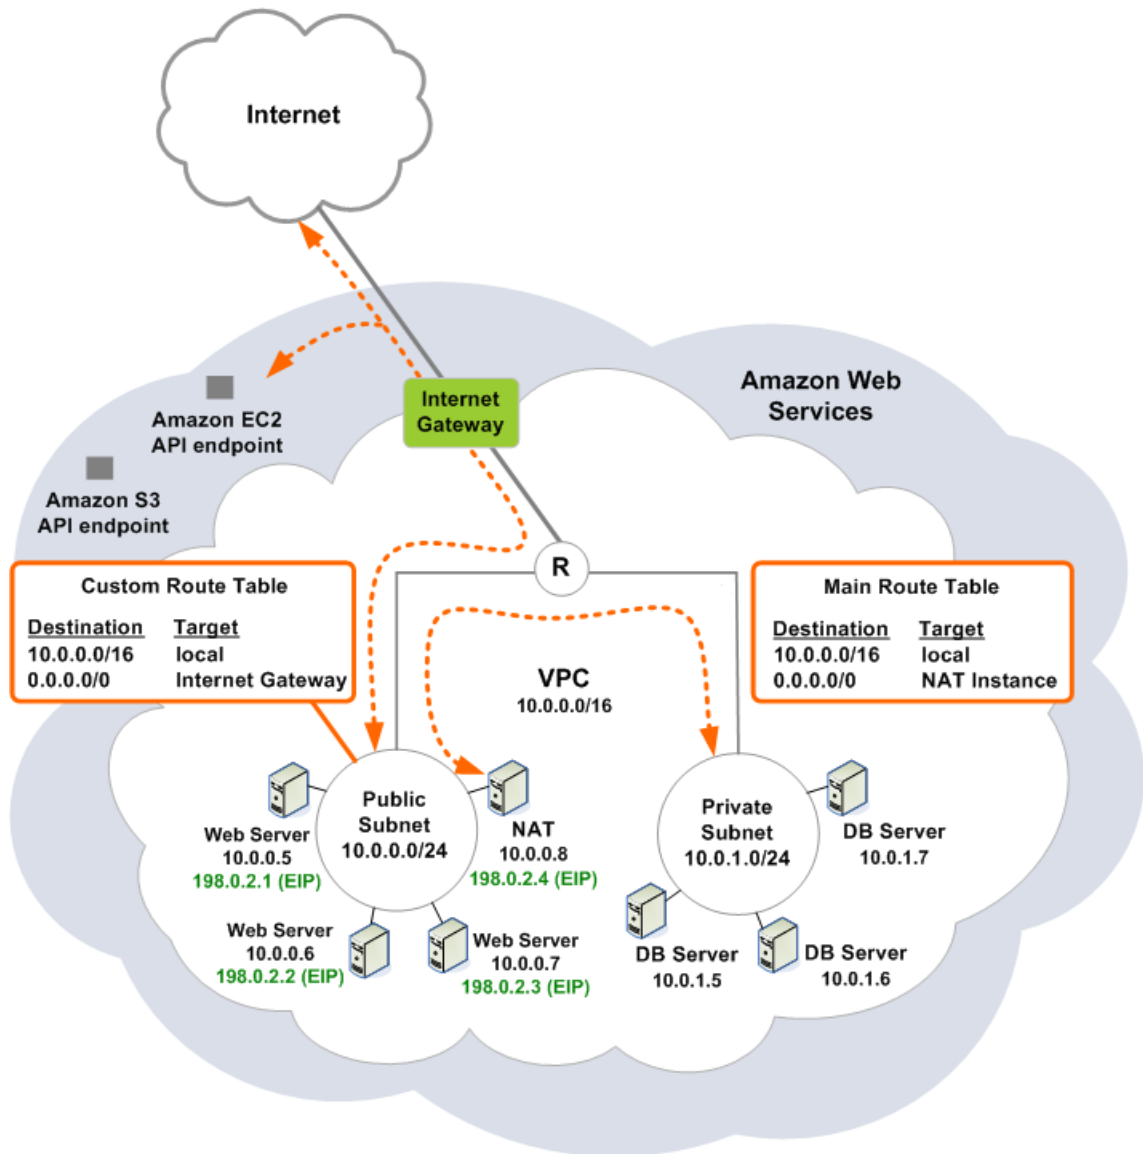 Internet
Amazon Web
Services
Internet
Gateway
Amazon EC2
API endpoint
Amazon S3
API endpoint
R
Custom Route Table
Destination Target
10.0.0.0/16 local
0.0.0.0/0 Internet Gateway
Main Route Table
Destination Target
10.0.0.0/16 local
0.0.0.0/0 NAT Instance
VPC
10.0.0.0/16
Public
Subnet
10.0.0.0/24
Web Server
10.0.0.5
198.0.2.1 (EIP)
NAT
10.0.0.8
198.0.2.4 (EIP)
Web Server
10.0.0.6
198.0.2.2 (EIP)
Web Server
10.0.0.7
198.0.2.3 (EIP)
Private
Subnet
10.0.1.0/24
DB Server
10.0.1.7
DB Server
10.0.1.5
DB Server
10.0.1.6